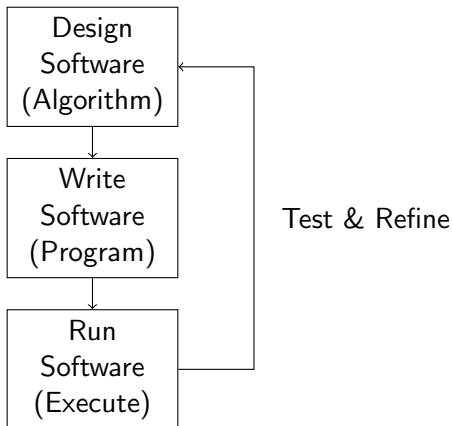 Design
Software
(Algorithm)
Write
Software
(Program)
Test & Refine
Run
Software
(Execute)